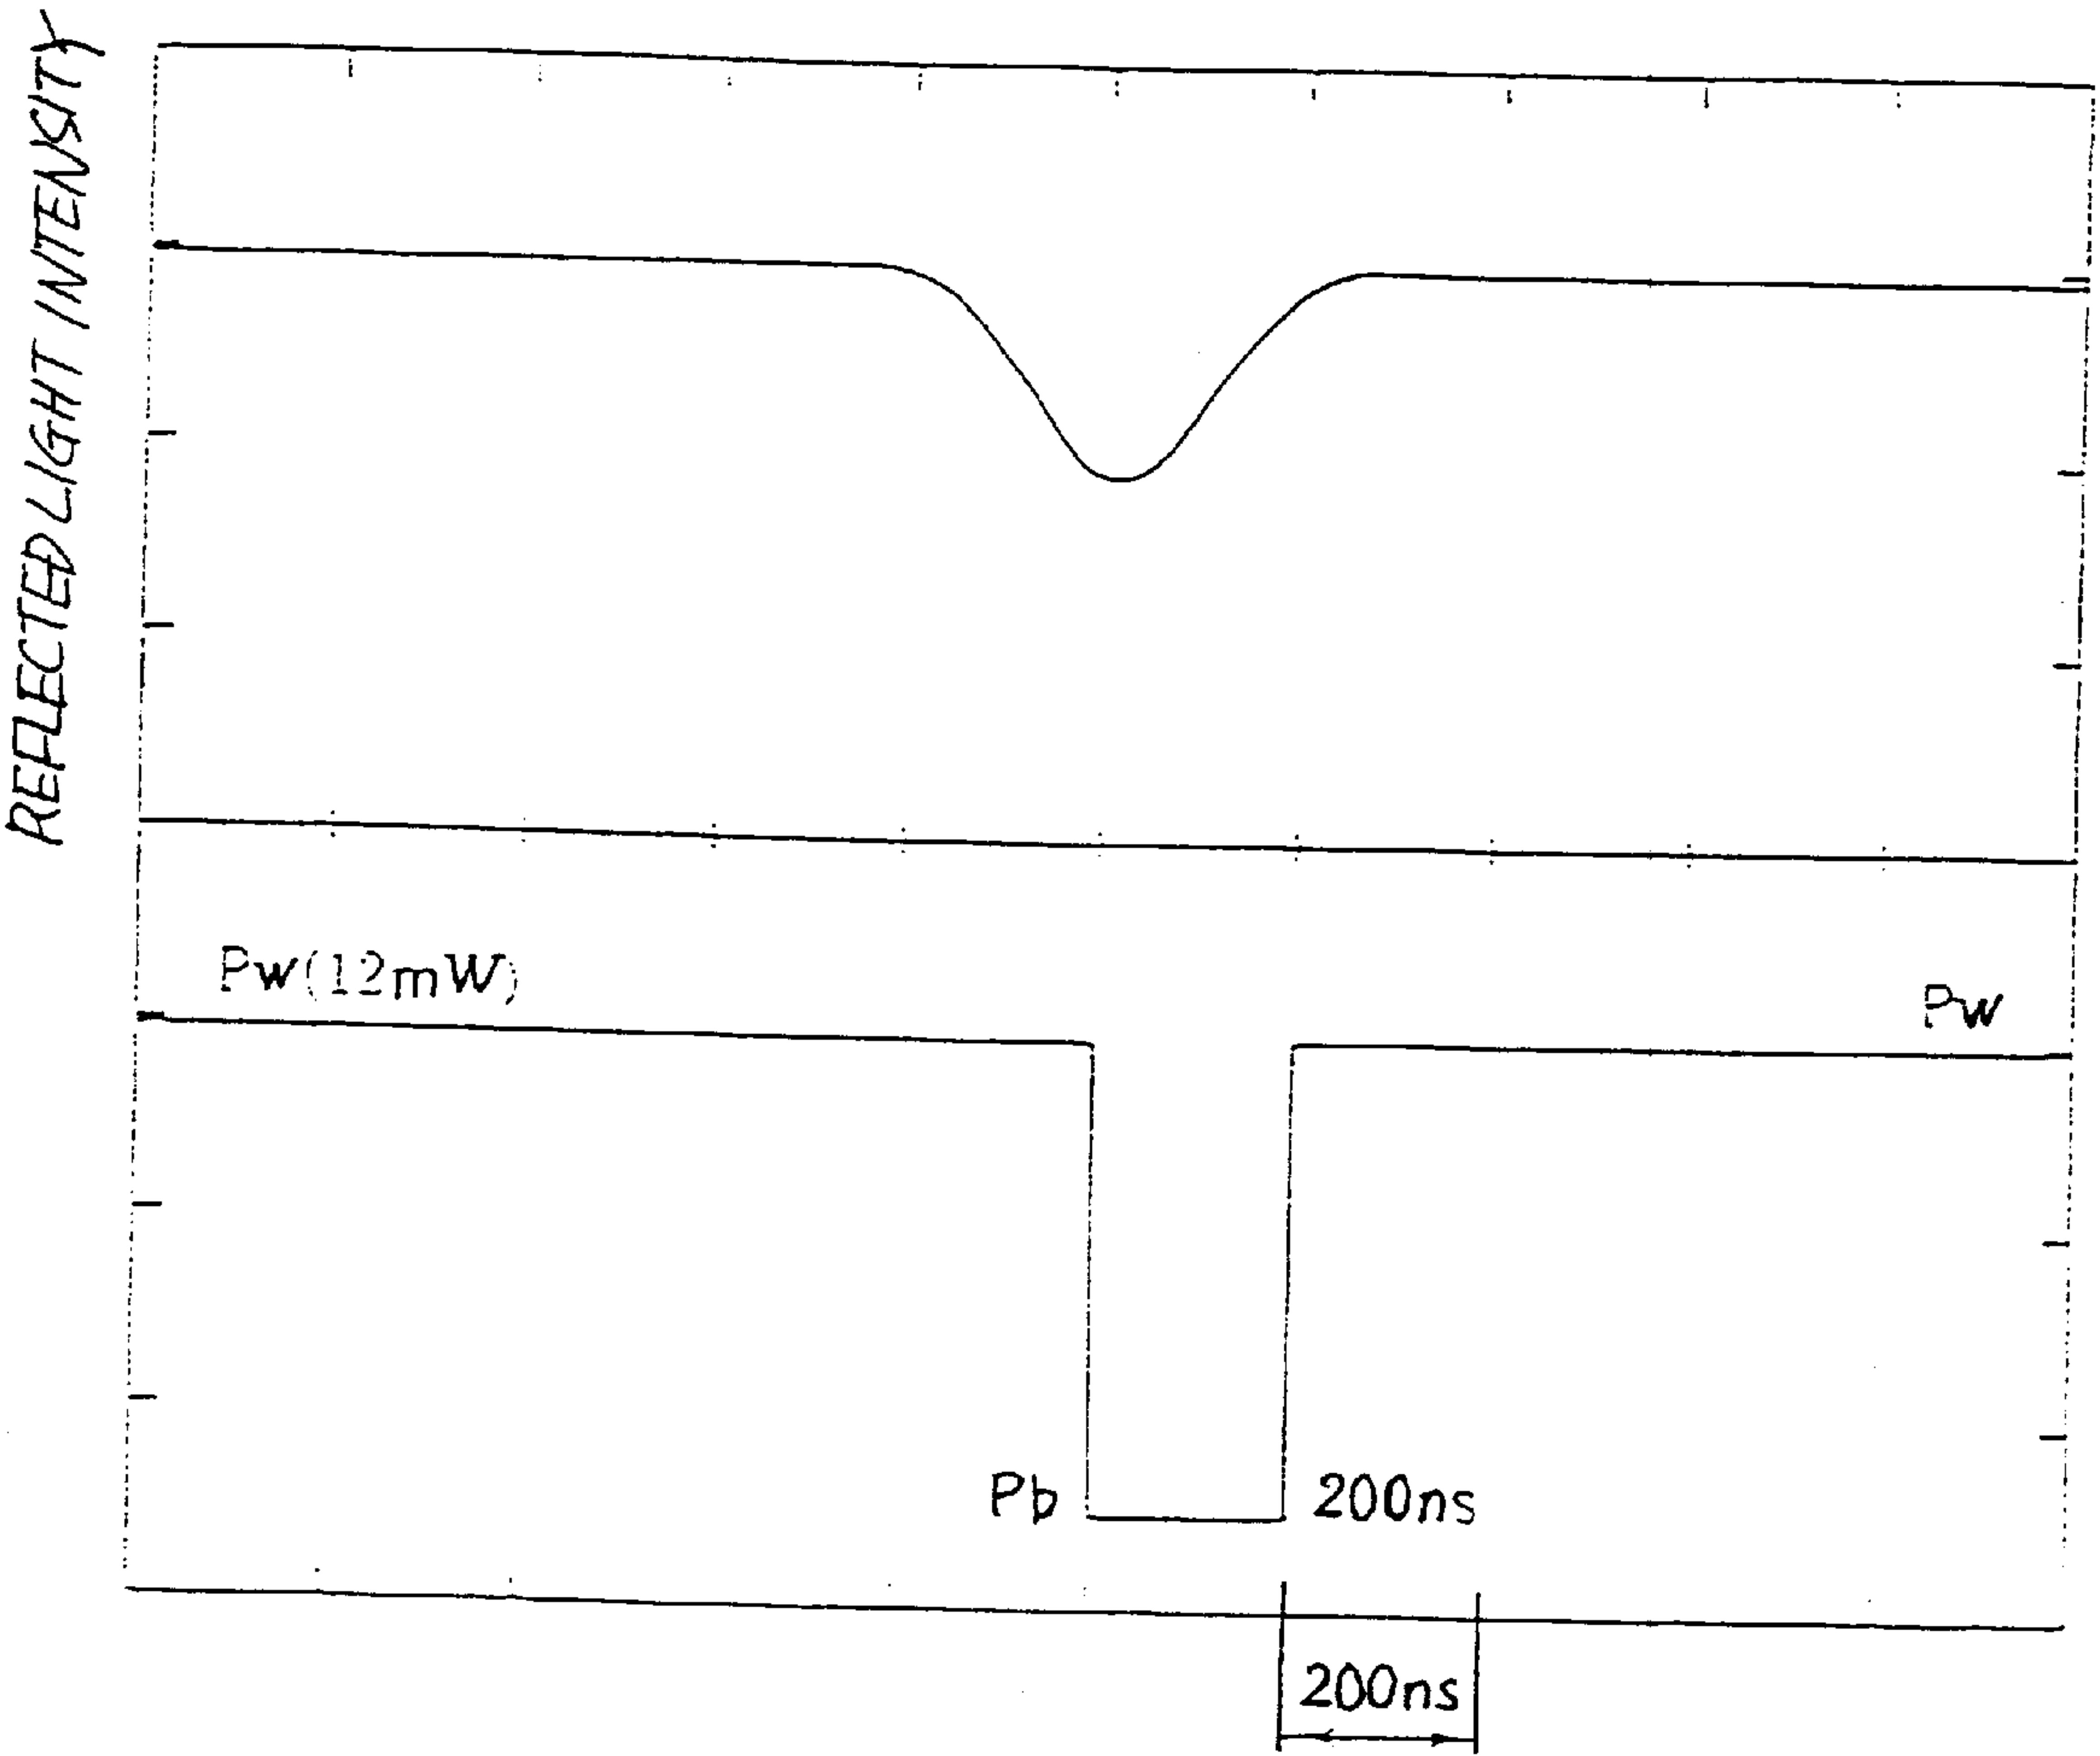 REFLECTED LIGHT INTENSITY
Pw(12mW)
Pw
Pb
200ns
200ns